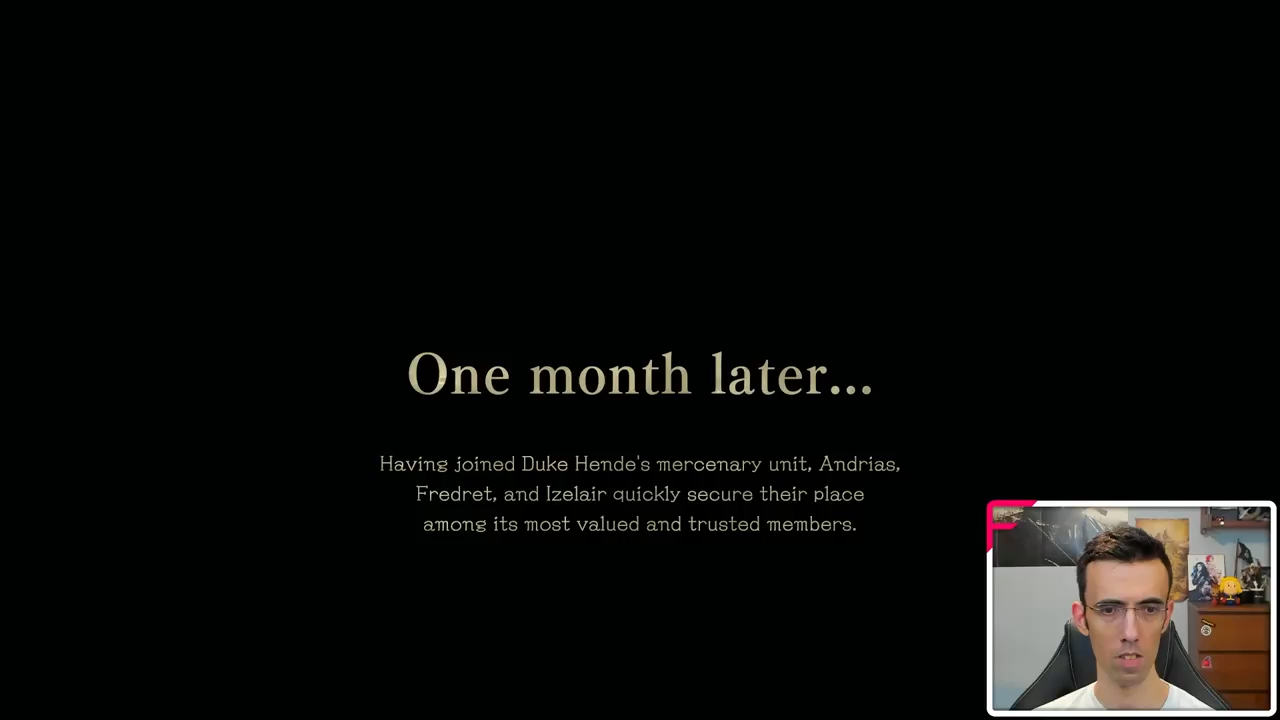 One month later...
Having joined Duke Hende's mercenary unit, Andrias,
Fredret, and Izelair quickly secure their place
among its most valued and trusted members.